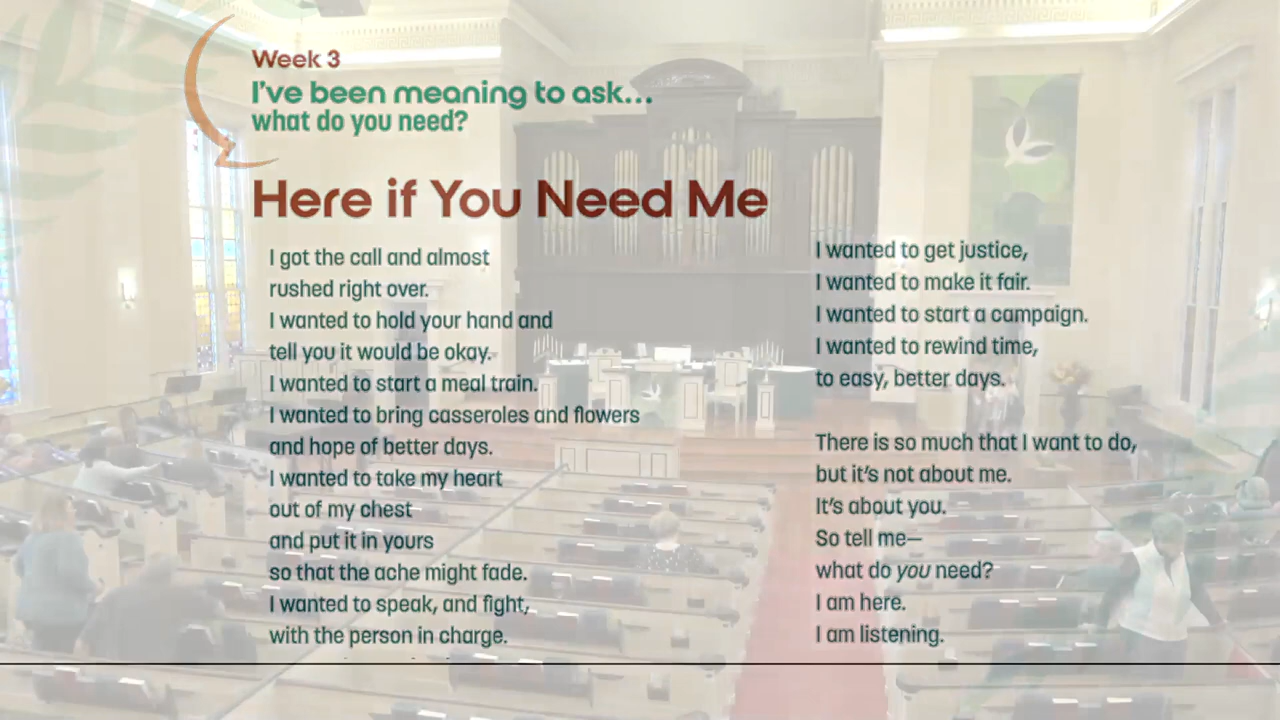 Week 3
I've been meaning to ask...
what do you need?
Here if You Need Me
I got the call and almost
rushed right over.
I wanted to hold your hand and
tell you it would be okay.
I wanted to start a meal train.
I wanted to bring casseroles and flowers
and hope of better days.
I wanted to take my heart
out of my chest
and put it in yours
so that the ache might fade.
I wanted to speak, and fight,
with the person in charge.
I wanted to get justice,
I wanted to make it fair.
I wanted to start a campaign.
I wanted to rewind time,
to easy, better days.
There is so much that I want to do,
but it's not about me.
It's about you.
So tell me—
what do you need?
I am here.
I am listening.